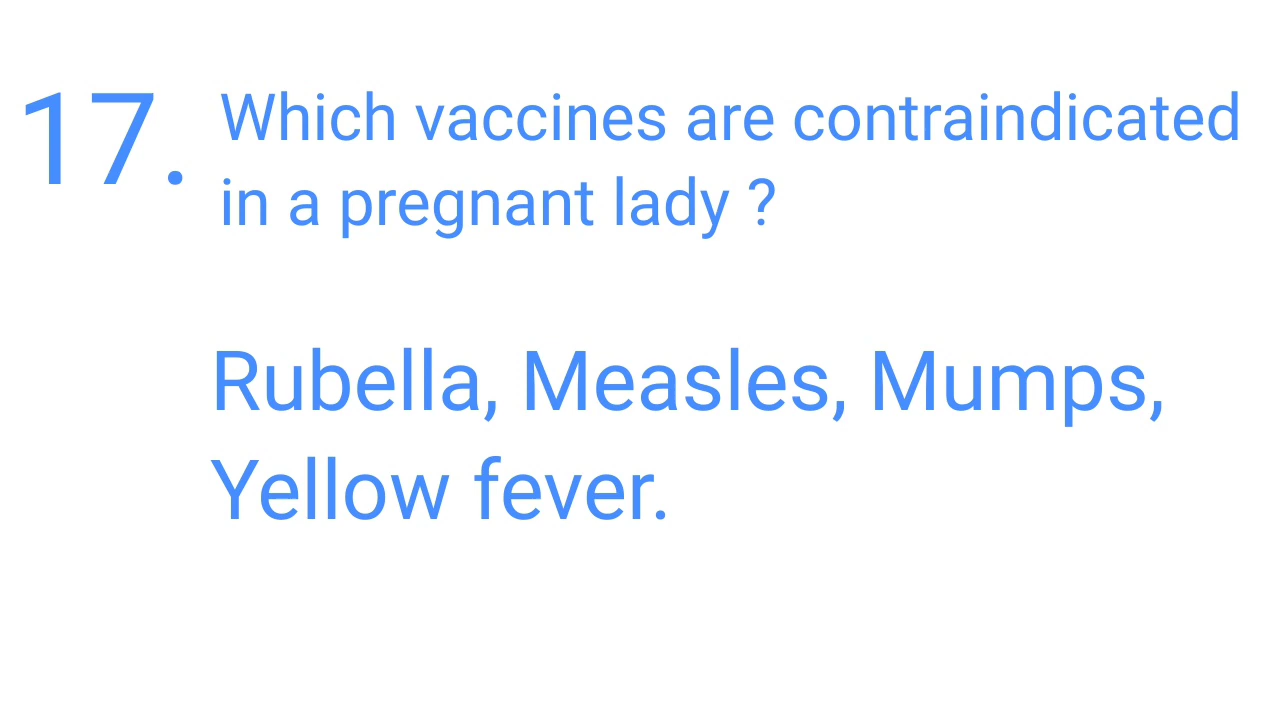 17. Which vaccines are contraindicated
in a pregnant lady ?
Rubella, Measles, Mumps,
Yellow fever.